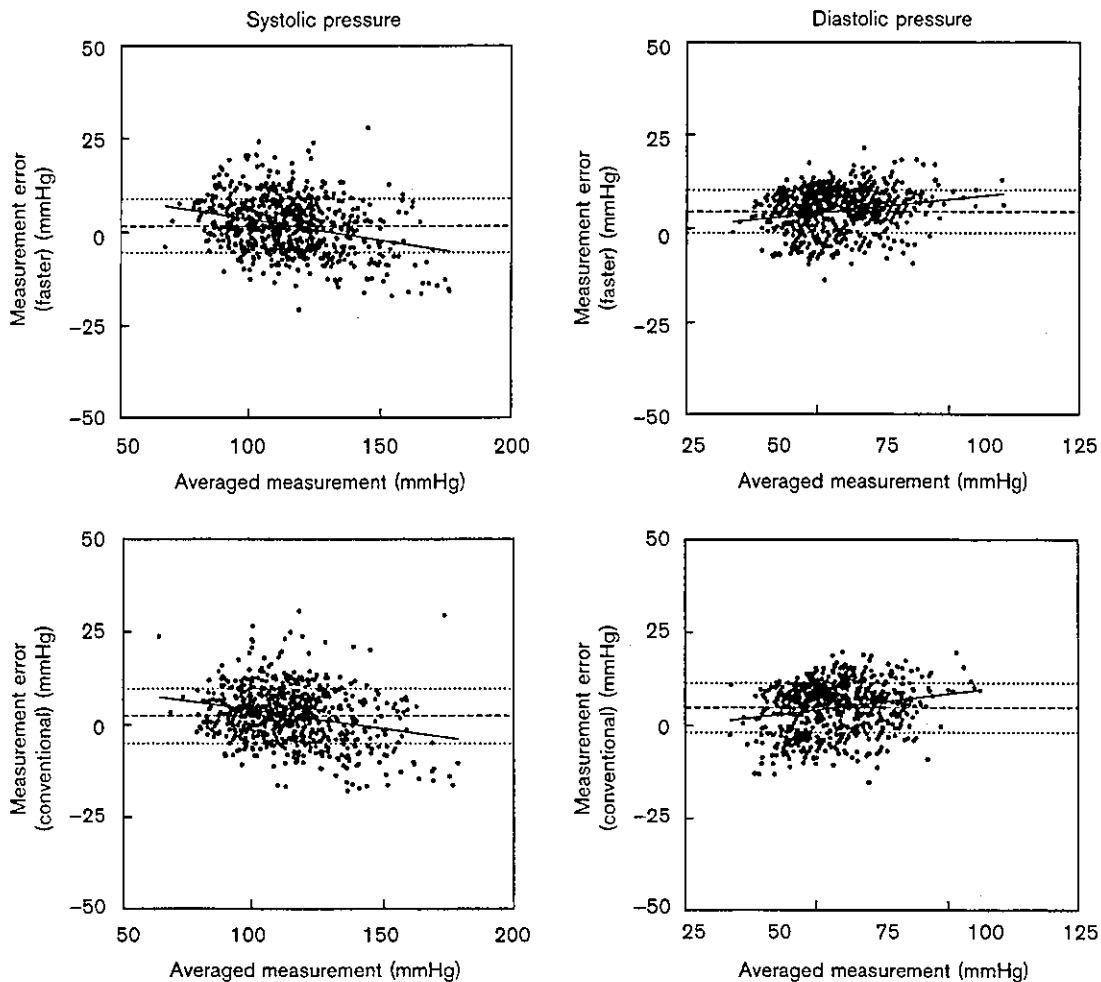 Systolic pressure
Diastolic pressure
50
25
0
−25
−50
Measurement error
(faster) (mmHg)
50 100 150 200
Averaged measurement (mmHg)
50
25
0
−25
−50
Measurement error
(faster) (mmHg)
25 50 75 100 125
Averaged measurement (mmHg)
50
25
0
−25
−50
Measurement error
(conventional) (mmHg)
50 100 150 200
Averaged measurement (mmHg)
50
25
0
−25
−50
Measurement error
(conventional) (mmHg)
25 50 75 100 125
Averaged measurement (mmHg)